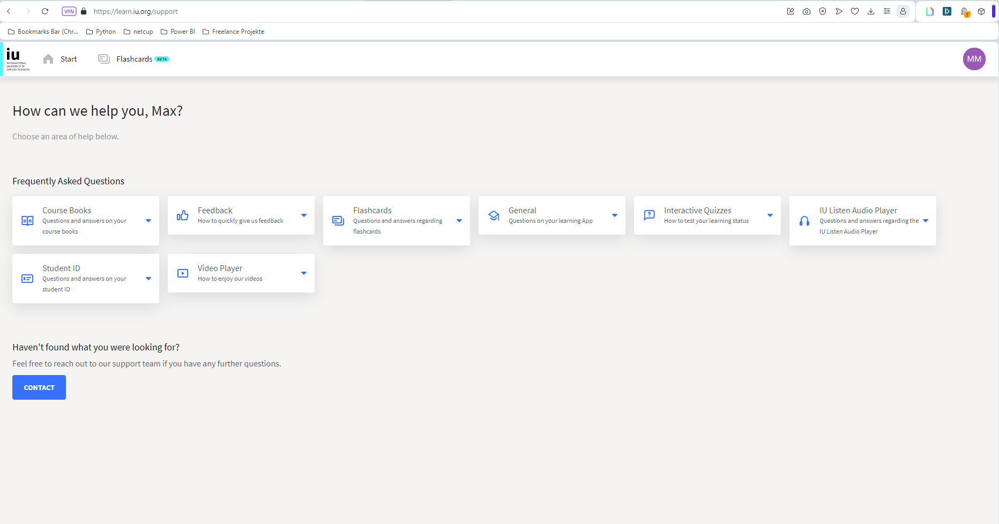 VPN
https://learn.iu.org/support
Bookmarks Bar (Chr...
Python
netcup
Power BI
Freelance Projekte
iu
INTERNATIONAL
UNIVERSITY OF
APPLIED SCIENCES
Start
Flashcards BETA
MM
How can we help you, Max?
Choose an area of help below.
Frequently Asked Questions
Course Books
Questions and answers on your
course books
Feedback
How to quickly give us feedback
Flashcards
Questions and answers regarding
flashcards
General
Questions on your learning App
Interactive Quizzes
How to test your learning status
IU Listen Audio Player
Questions and answers regarding the
IU Listen Audio Player
Student ID
Questions and answers on your
student ID
Video Player
How to enjoy our videos
Haven't found what you were looking for?
Feel free to reach out to our support team if you have any further questions.
CONTACT